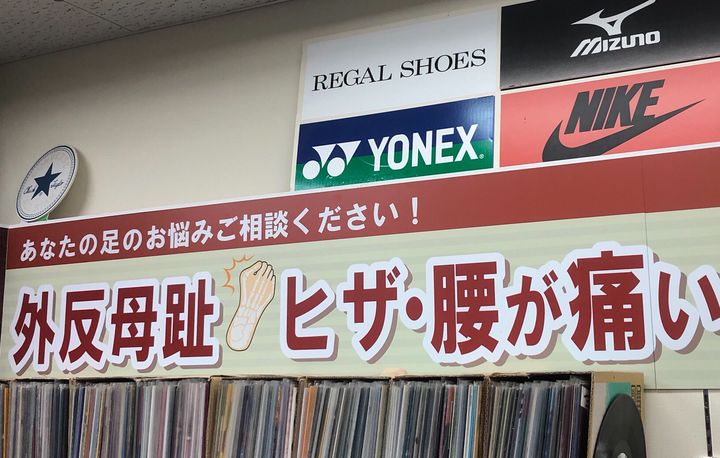 REGAL SHOES
MIZUNO
YONEX
NIKE
あなたの足のお悩みご相談ください！
外反母趾 ヒザ・腰が痛い